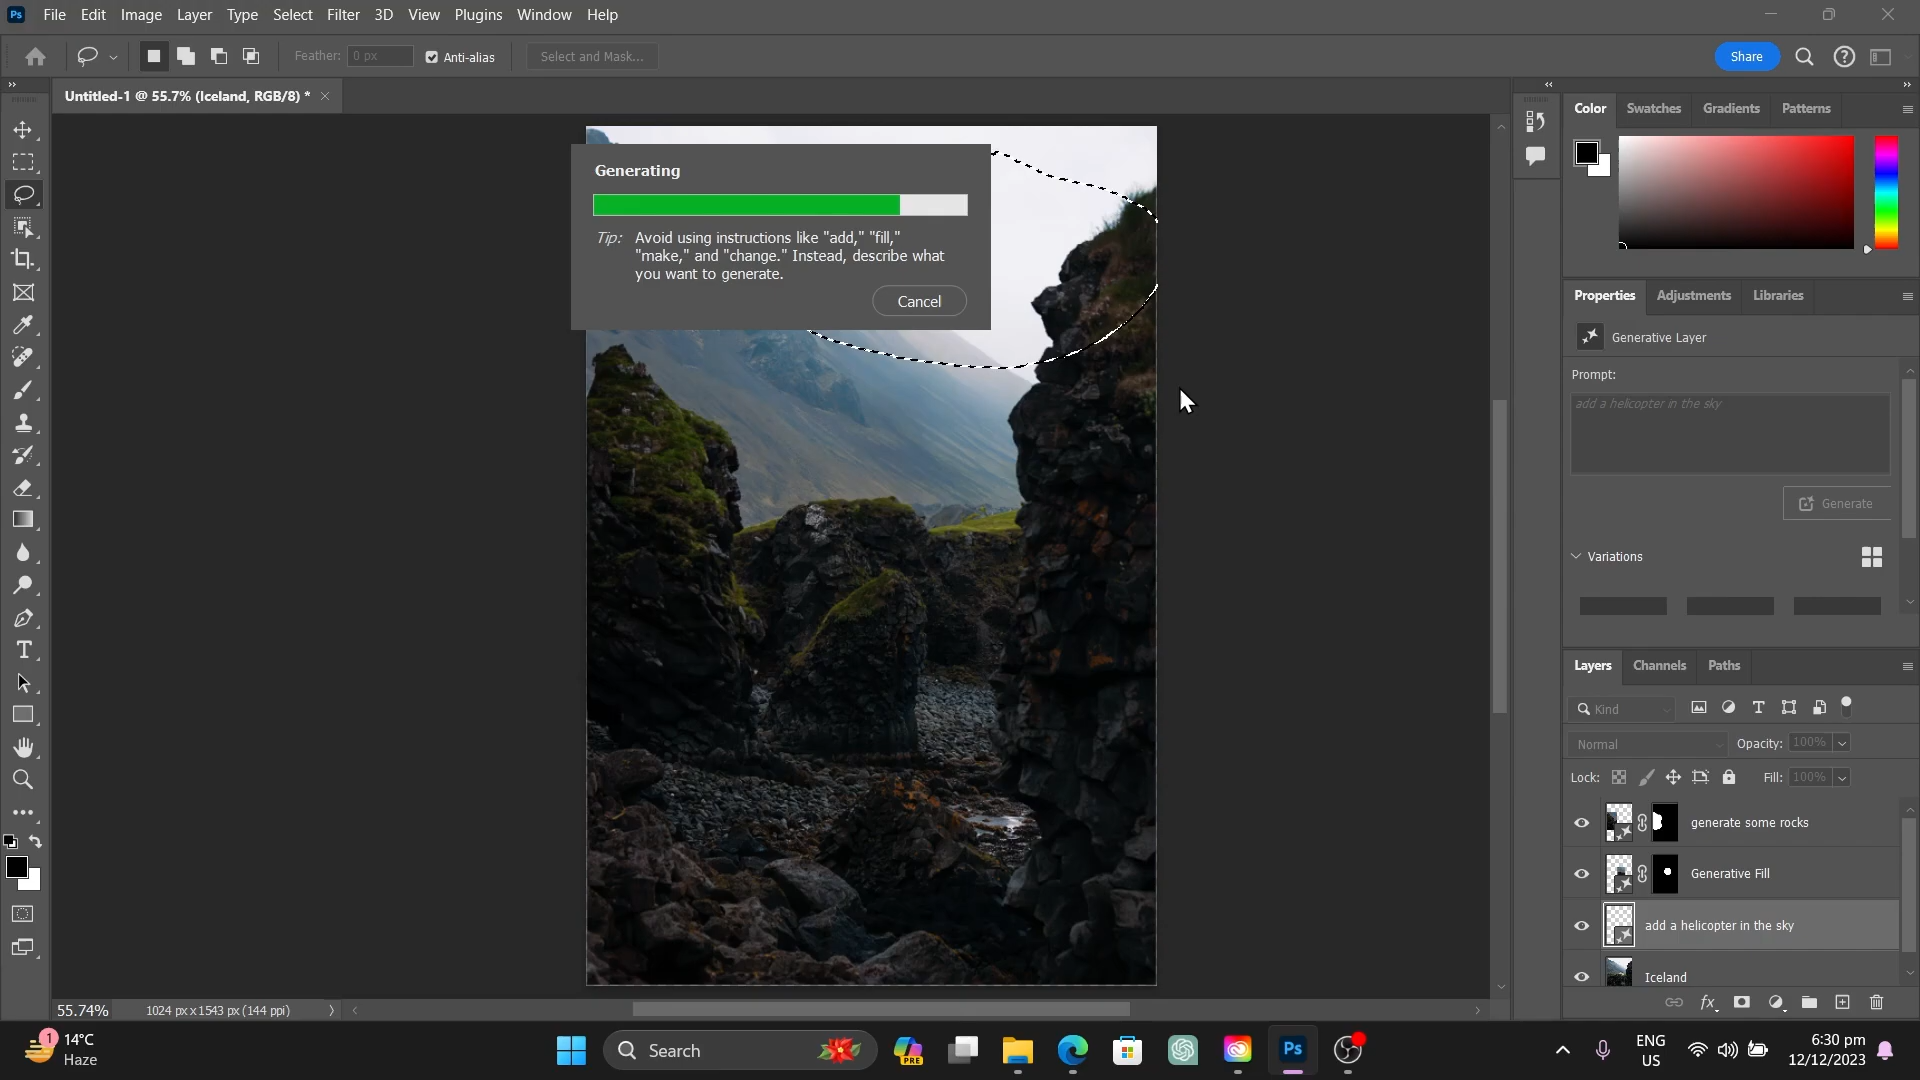 Ps File Edit Image Layer Type Select Filter 3D View Plugins Window Help
Feather: 0 px Anti-alias Select and Mask... Share
Untitled-1 @ 55.7% (Iceland, RGB/8) *
Generating
Tip: Avoid using instructions like "add," "fill,"
"make," and "change." Instead, describe what
you want to generate.
Cancel
Color Swatches Gradients Patterns
Properties Adjustments Libraries
Generative Layer
Prompt:
add a helicopter in the sky
Generate
Variations
Layers Channels Paths
Kind
Normal Opacity: 100%
Lock: Fill: 100%
generate some rocks
Generative Fill
add a helicopter in the sky
Iceland
fx
55.74% 1024 px x 1543 px (144 ppi)
1
14°C
Haze
Search
PRE
Ps
ENG
US
6:30 pm
12/12/2023